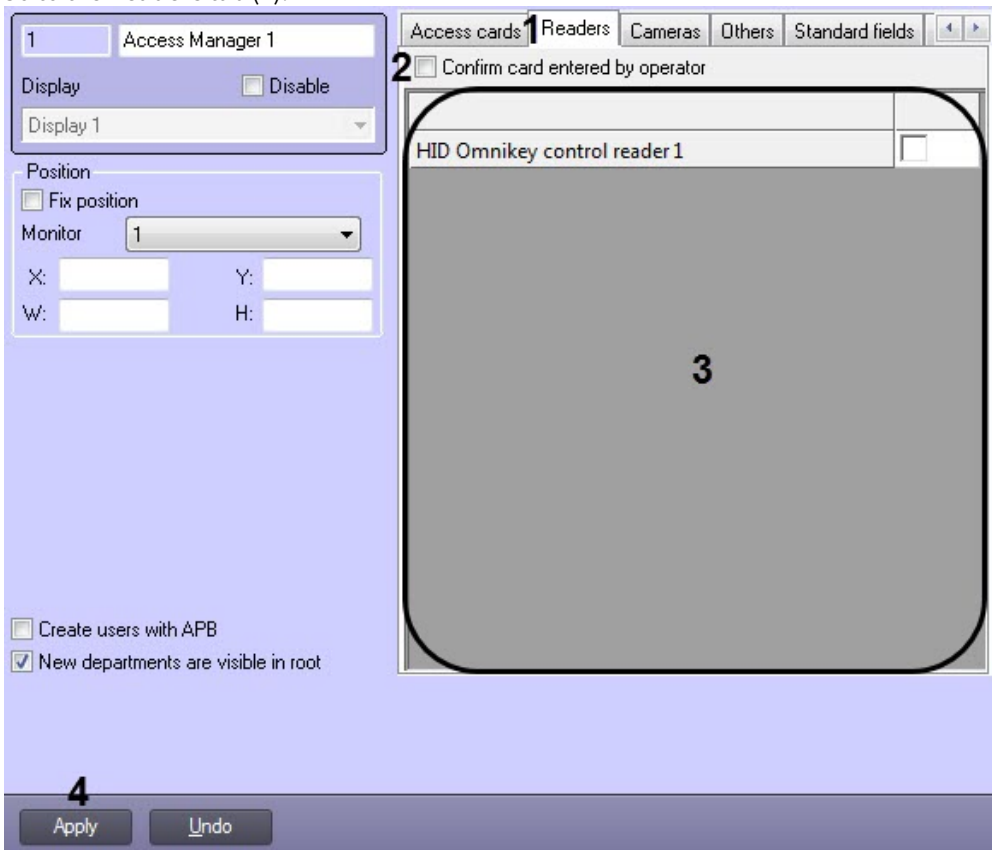 1 Access Manager 1
Display Disable
Display 1
Position
Fix position
Monitor 1
X: Y:
W: H:
Create users with APB
New departments are visible in root
Access cards 1 Readers Cameras Others Standard fields
2 Confirm card entered by operator
HID Omnikey control reader 1
3
4
Apply Undo